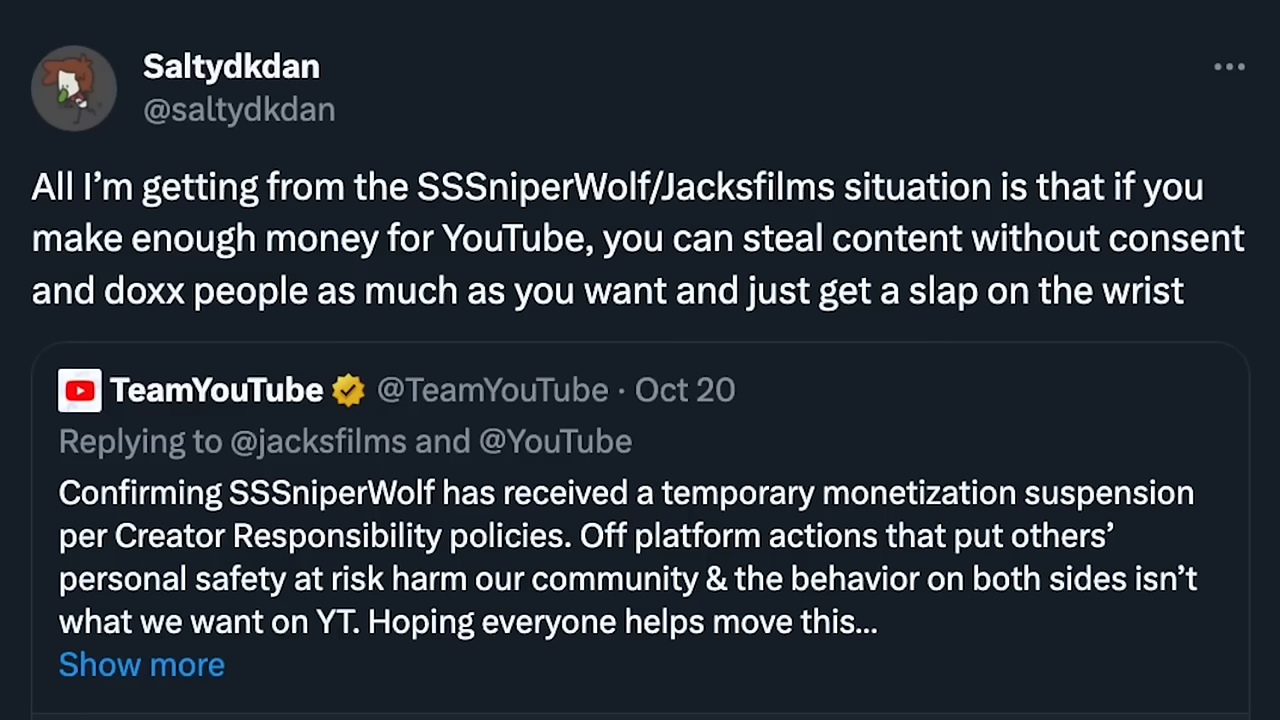 Saltydkdan
@saltydkdan
All I’m getting from the SSSniperWolf/Jacksfilms situation is that if you
make enough money for YouTube, you can steal content without consent
and doxx people as much as you want and just get a slap on the wrist
TeamYouTube @TeamYouTube · Oct 20
Replying to @jacksfilms and @YouTube
Confirming SSSniperWolf has received a temporary monetization suspension
per Creator Responsibility policies. Off platform actions that put others’
personal safety at risk harm our community & the behavior on both sides isn’t
what we want on YT. Hoping everyone helps move this...
Show more